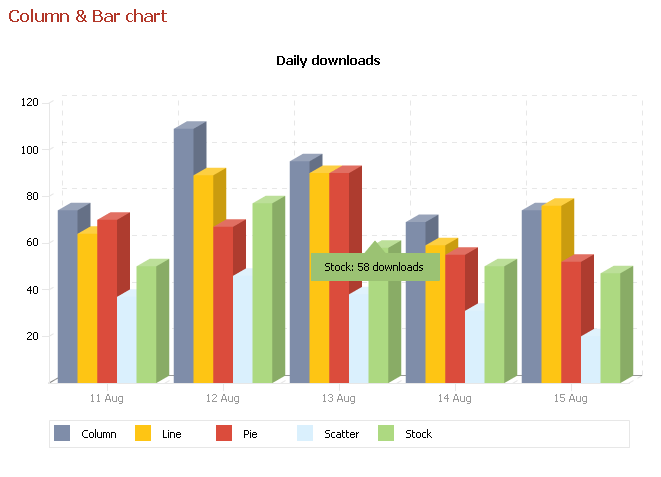 Column & Bar chart
Daily downloads
120
100
80
60
40
20
Stock: 58 downloads
11 Aug
12 Aug
13 Aug
14 Aug
15 Aug
Column
Line
Pie
Scatter
Stock